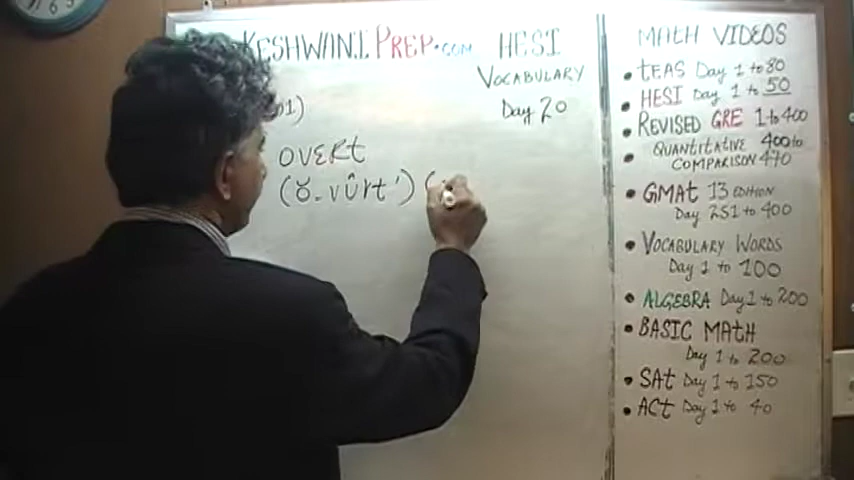 KESHWANI PREP.COM
HESI
VOCABULARY
Day 20
01)
OVERT
(ŏ.vûrt') (
MATH VIDEOS
• TEAS Day 1 to 80
• HESI Day 1 to 50
• REVISED GRE 1 to 400
• QUANTITATIVE 400 to
COMPARISON 470
• GMAT 13 EDITION
Day 251 to 400
• VOCABULARY WORDS
Day 1 to 100
• ALGEBRA Day 1 to 200
• BASIC MATH
Day 1 to 200
• SAT Day 1 to 150
• ACT Day 1 to 40